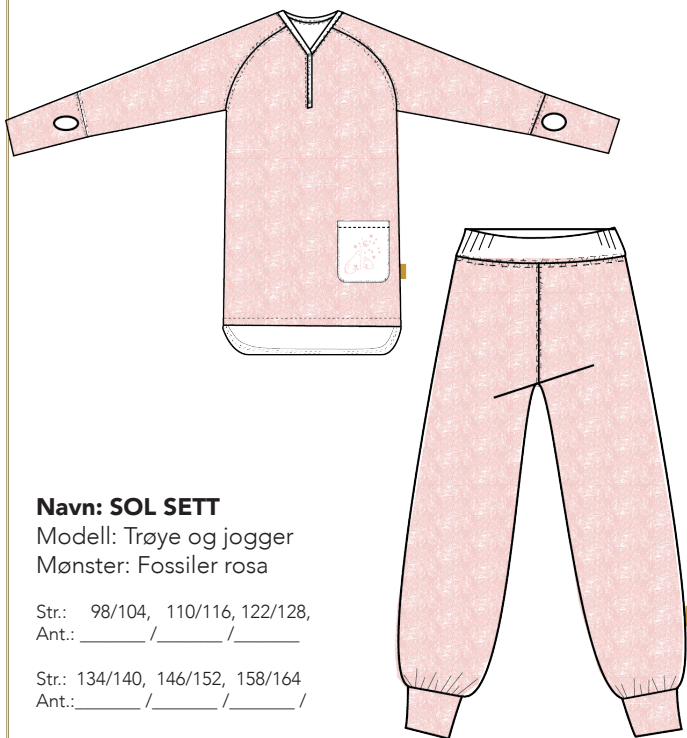 Navn: SOL SETT
Modell: Trøye og jogger
Mønster: Fossiler rosa
Str.: 98/104, 110/116, 122/128,
Ant.: _______ /_______ /_______
Str.: 134/140, 146/152, 158/164
Ant.:_______ /_______ /_______ /